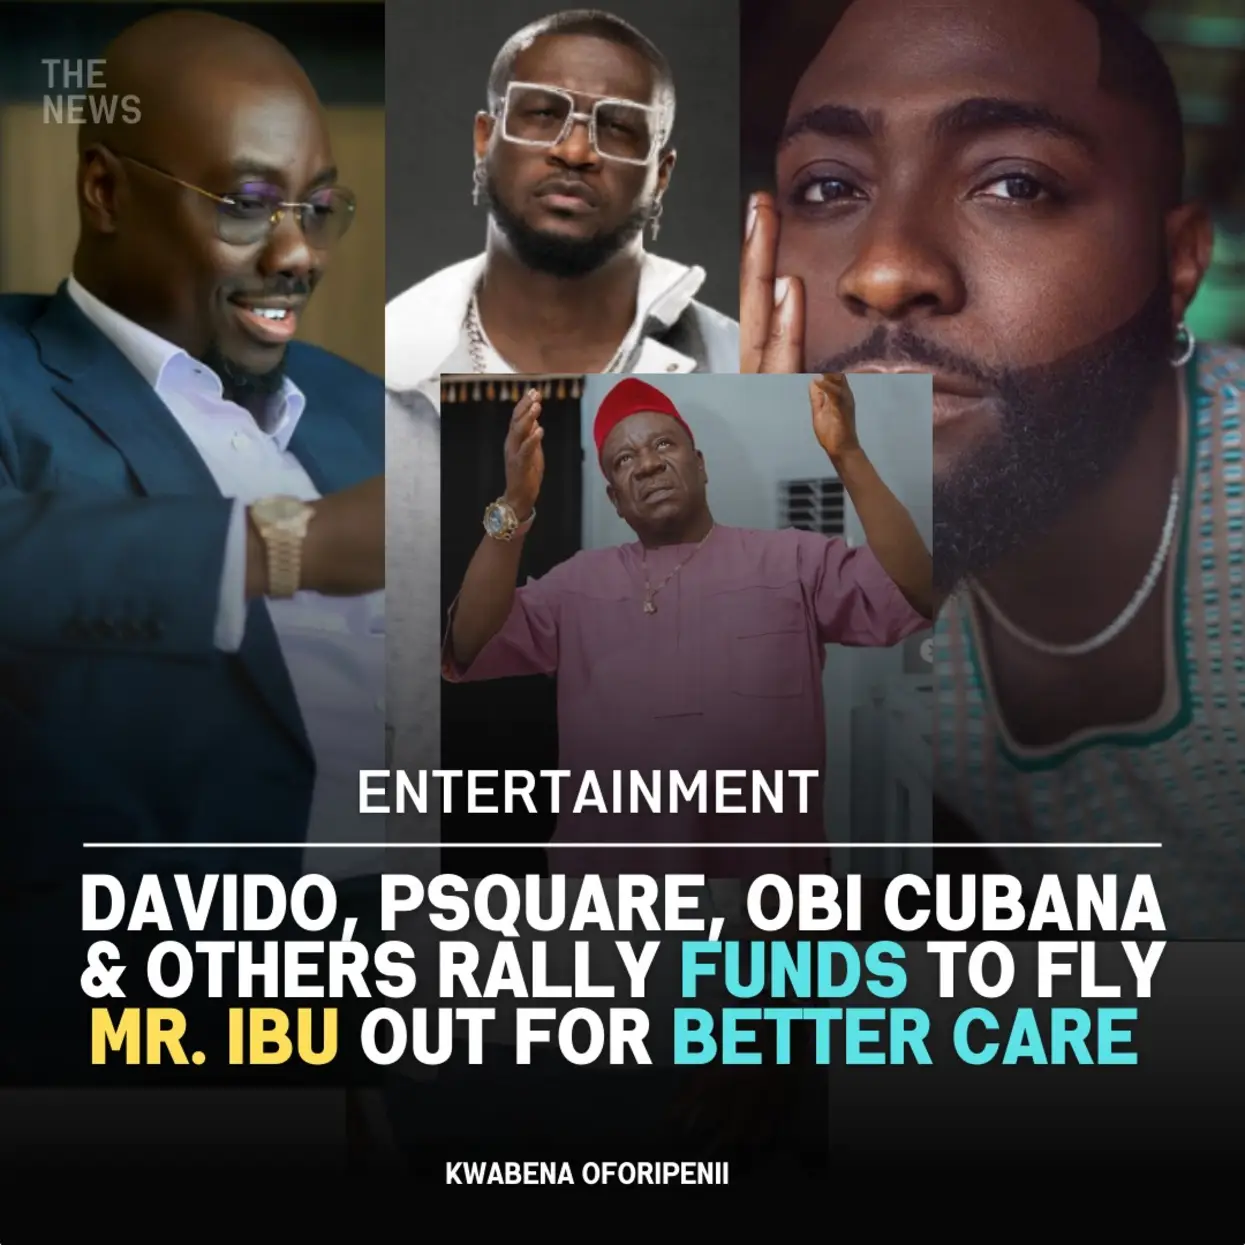 THE
NEWS
ENTERTAINMENT
DAVIDO, PSQUARE, OBI CUBANA
& OTHERS RALLY FUNDS TO FLY
MR. IBU OUT FOR BETTER CARE
KWABENA OFORIPENII